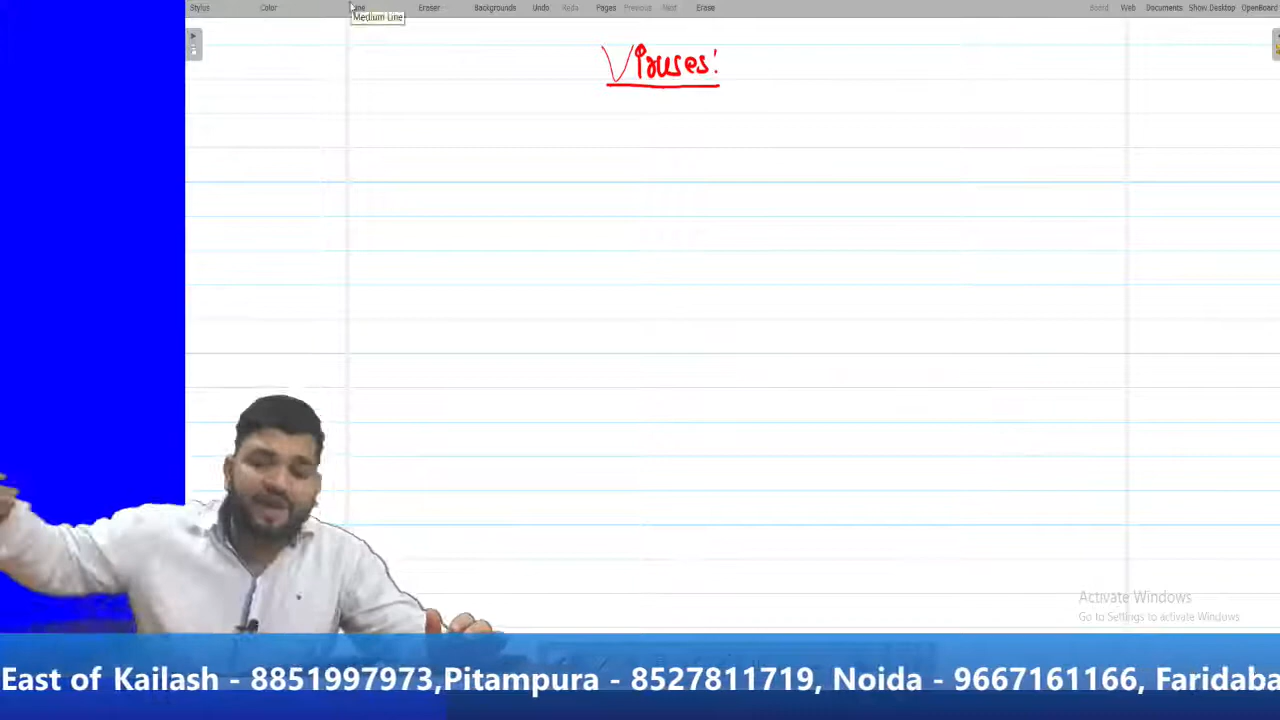 Stylus Color Line Eraser Backgrounds Undo Redo Pages Previous Next Erase Board Web Documents Show Desktop OpenBoard
Medium Line
Viruses:
Activate Windows
Go to Settings to activate Windows
East of Kailash - 8851997973,Pitampura - 8527811719, Noida - 9667161166, Faridaba